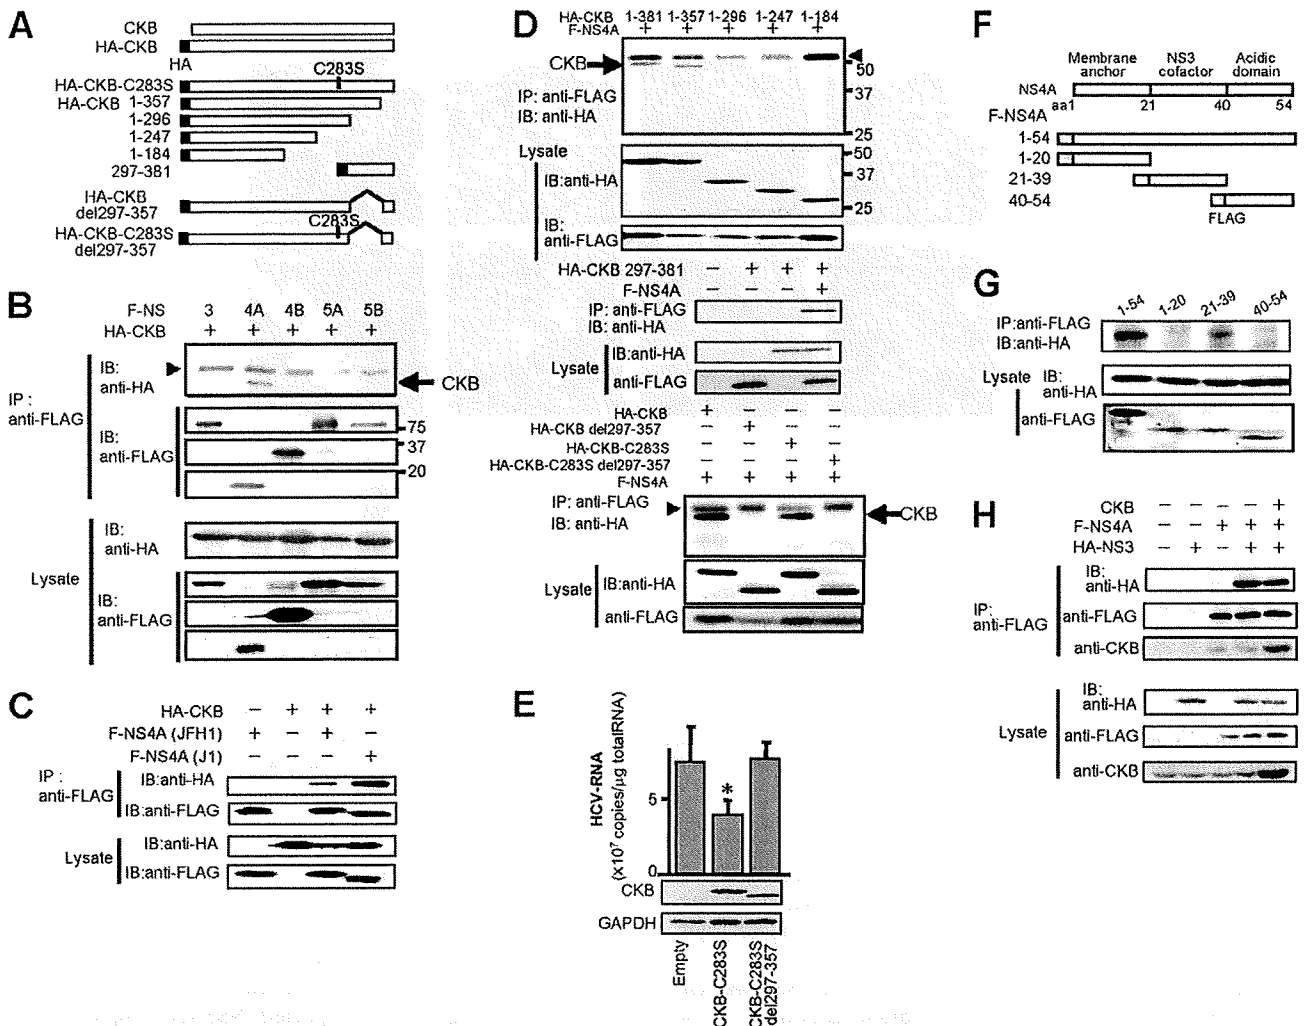 A
CKB
HA-CKB
HA
C283S
HA-CKB-C283S
HA-CKB 1-357
1-296
1-247
1-184
297-381
HA-CKB
del297-357
C283S
HA-CKB-C283S
del297-357
B
F-NS 3 4A 4B 5A 5B
HA-CKB + + + + +
IP :
anti-FLAG
IB:
anti-HA
CKB
IB:
anti-FLAG
75
37
20
Lysate
IB:
anti-HA
IB:
anti-FLAG
C
HA-CKB − + + +
F-NS4A (JFH1) + − + −
F-NS4A (J1) − − − +
IP :
anti-FLAG
IB:anti-HA
IB:anti-FLAG
Lysate
IB:anti-HA
IB:anti-FLAG
D
HA-CKB 1-381 1-357 1-296 1-247 1-184
F-NS4A + + + + +
CKB
IP: anti-FLAG
IB: anti-HA
50
37
25
Lysate
IB:anti-HA
50
37
25
IB:
anti-FLAG
HA-CKB 297-381 − + + +
F-NS4A − − − +
IP: anti-FLAG
IB: anti-HA
Lysate
IB:anti-HA
anti-FLAG
HA-CKB + − − −
HA-CKB del297-357 − + − −
HA-CKB-C283S − − + −
HA-CKB-C283S del297-357 − − − +
F-NS4A + + + +
IP: anti-FLAG
IB: anti-HA
CKB
Lysate
IB:anti-HA
anti-FLAG
E
HCV-RNA
(X10⁷ copies/µg totalRNA)
5
0
*
CKB
GAPDH
Empty
CKB-C283S
CKB-C283S
del297-357
F
Membrane
anchor
NS3
cofactor
Acidic
domain
NS4A
aa1 21 40 54
F-NS4A
1-54
1-20
21-39
40-54
FLAG
G
1-54 1-20 21-39 40-54
IP:anti-FLAG
IB:anti-HA
Lysate
IB:
anti-HA
anti-FLAG
H
CKB − − − − +
F-NS4A − − + + +
HA-NS3 − + − + +
IP:
anti-FLAG
IB:
anti-HA
anti-FLAG
anti-CKB
Lysate
IB:
anti-HA
anti-FLAG
anti-CKB